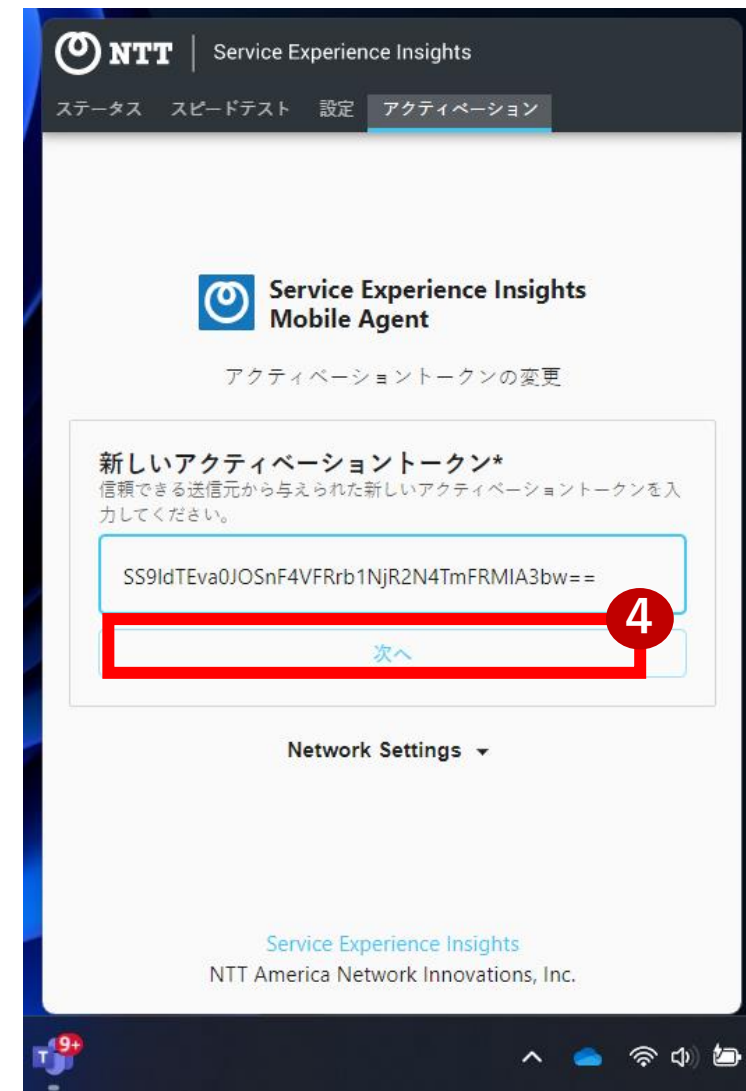 NTT Service Experience Insights
ステータス スピードテスト 設定 アクティベーション
Service Experience Insights
Mobile Agent
アクティベーショントークンの変更
新しいアクティベーショントークン*
信頼できる送信元から与えられた新しいアクティベーショントークンを入
力してください。
SS9IdTEva0JOSnF4VFRrb1NjR2N4TmFRMIA3bw==
4
次へ
Network Settings
Service Experience Insights
NTT America Network Innovations, Inc.
9+
T